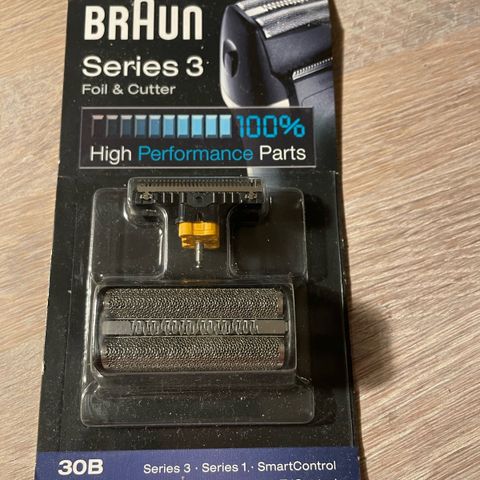 BRAUN
Series 3
Foil & Cutter
100%
High Performance Parts
30B
Series 3 · Series 1 · SmartControl